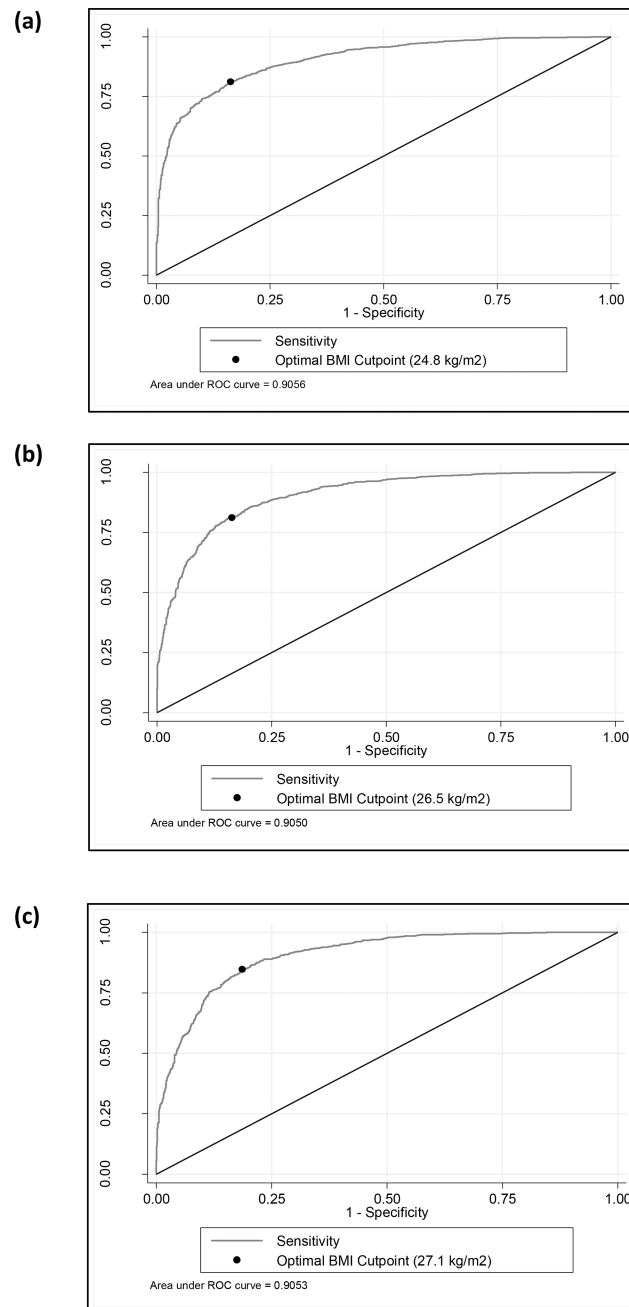 (a)
1.00
0.75
0.50
0.25
0.00
0.00 0.25 0.50 0.75 1.00
1 - Specificity
Sensitivity
Optimal BMI Cutpoint (24.8 kg/m2)
Area under ROC curve = 0.9056
(b)
1.00
0.75
0.50
0.25
0.00
0.00 0.25 0.50 0.75 1.00
1 - Specificity
Sensitivity
Optimal BMI Cutpoint (26.5 kg/m2)
Area under ROC curve = 0.9050
(c)
1.00
0.75
0.50
0.25
0.00
0.00 0.25 0.50 0.75 1.00
1 - Specificity
Sensitivity
Optimal BMI Cutpoint (27.1 kg/m2)
Area under ROC curve = 0.9053